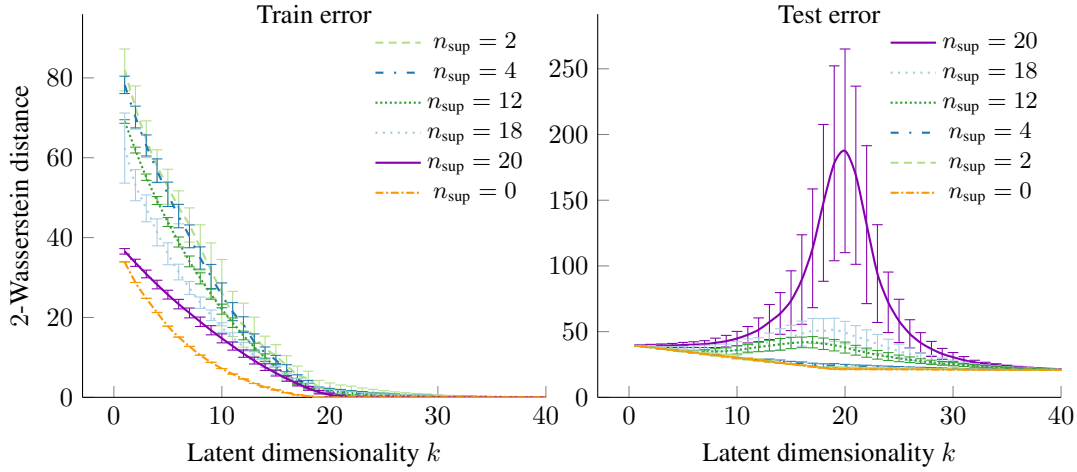 Train error
Test error
2-Wasserstein distance
80
60
40
20
0
0
10
20
30
40
Latent dimensionality k
n_sup = 2
n_sup = 4
n_sup = 12
n_sup = 18
n_sup = 20
n_sup = 0
250
200
150
100
50
0
0
10
20
30
40
Latent dimensionality k
n_sup = 20
n_sup = 18
n_sup = 12
n_sup = 4
n_sup = 2
n_sup = 0